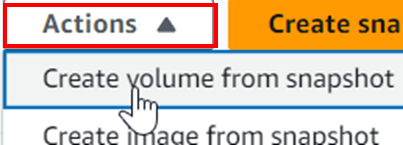 Actions ▲ Create sna
Create volume from snapshot
Create image from snapshot